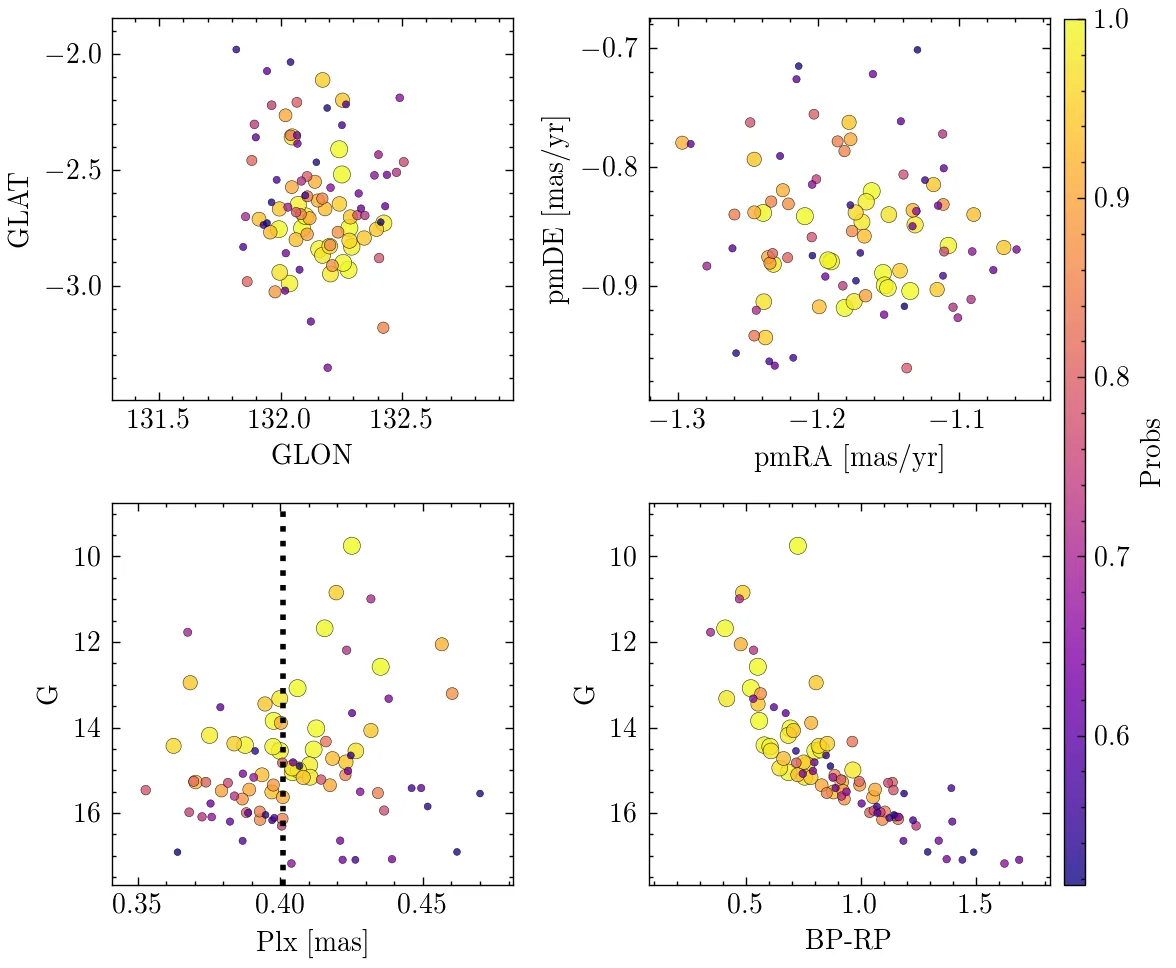 −2.0
−2.5
−3.0
GLAT
131.5 132.0 132.5
GLON
−0.7
−0.8
−0.9
pmDE [mas/yr]
−1.3 −1.2 −1.1
pmRA [mas/yr]
10
12
14
16
G
0.35 0.40 0.45
Plx [mas]
10
12
14
16
G
0.5 1.0 1.5
BP-RP
1.0
0.9
0.8
0.7
0.6
Probs